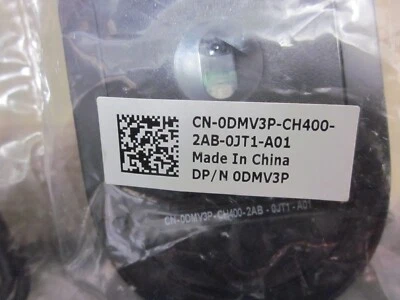 CN-0DMV3P-CH400-
2AB-0JT1-A01
Made In China
DP/N 0DMV3P
CN-0DMV3P-CH400-2AB - 0JT1 - A01